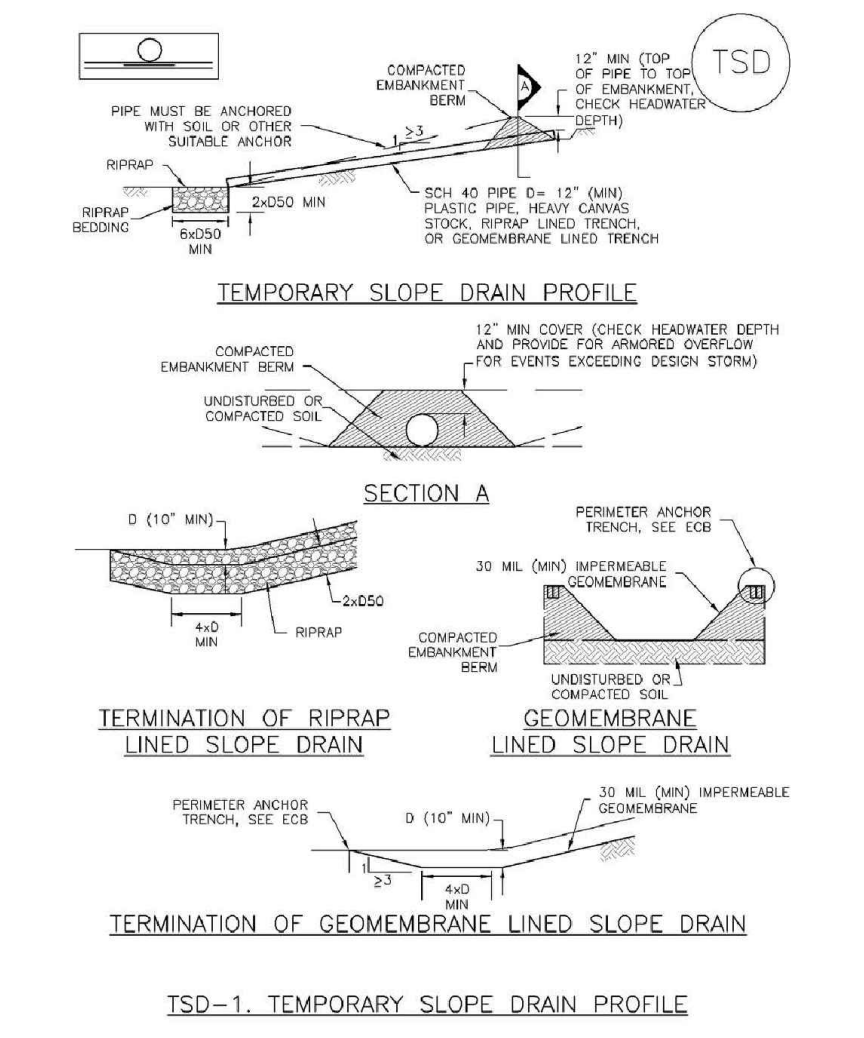 TSD
12" MIN (TOP
OF PIPE TO TOP
OF EMBANKMENT,
CHECK HEADWATER
DEPTH)
COMPACTED
EMBANKMENT
BERM
A
PIPE MUST BE ANCHORED
WITH SOIL OR OTHER
SUITABLE ANCHOR
≥3
1
RIPRAP
RIPRAP
BEDDING
2xD50 MIN
6xD50
MIN
SCH 40 PIPE D= 12" (MIN)
PLASTIC PIPE, HEAVY CANVAS
STOCK, RIPRAP LINED TRENCH,
OR GEOMEMBRANE LINED TRENCH
TEMPORARY SLOPE DRAIN PROFILE
12" MIN COVER (CHECK HEADWATER DEPTH
AND PROVIDE FOR ARMORED OVERFLOW
FOR EVENTS EXCEEDING DESIGN STORM)
COMPACTED
EMBANKMENT BERM
UNDISTURBED OR
COMPACTED SOIL
SECTION A
D (10" MIN)
2xD50
4xD
MIN
RIPRAP
TERMINATION OF RIPRAP
LINED SLOPE DRAIN
PERIMETER ANCHOR
TRENCH, SEE ECB
30 MIL (MIN) IMPERMEABLE
GEOMEMBRANE
COMPACTED
EMBANKMENT
BERM
UNDISTURBED OR
COMPACTED SOIL
GEOMEMBRANE
LINED SLOPE DRAIN
PERIMETER ANCHOR
TRENCH, SEE ECB
D (10" MIN)
30 MIL (MIN) IMPERMEABLE
GEOMEMBRANE
1
≥3
4xD
MIN
TERMINATION OF GEOMEMBRANE LINED SLOPE DRAIN
TSD-1. TEMPORARY SLOPE DRAIN PROFILE